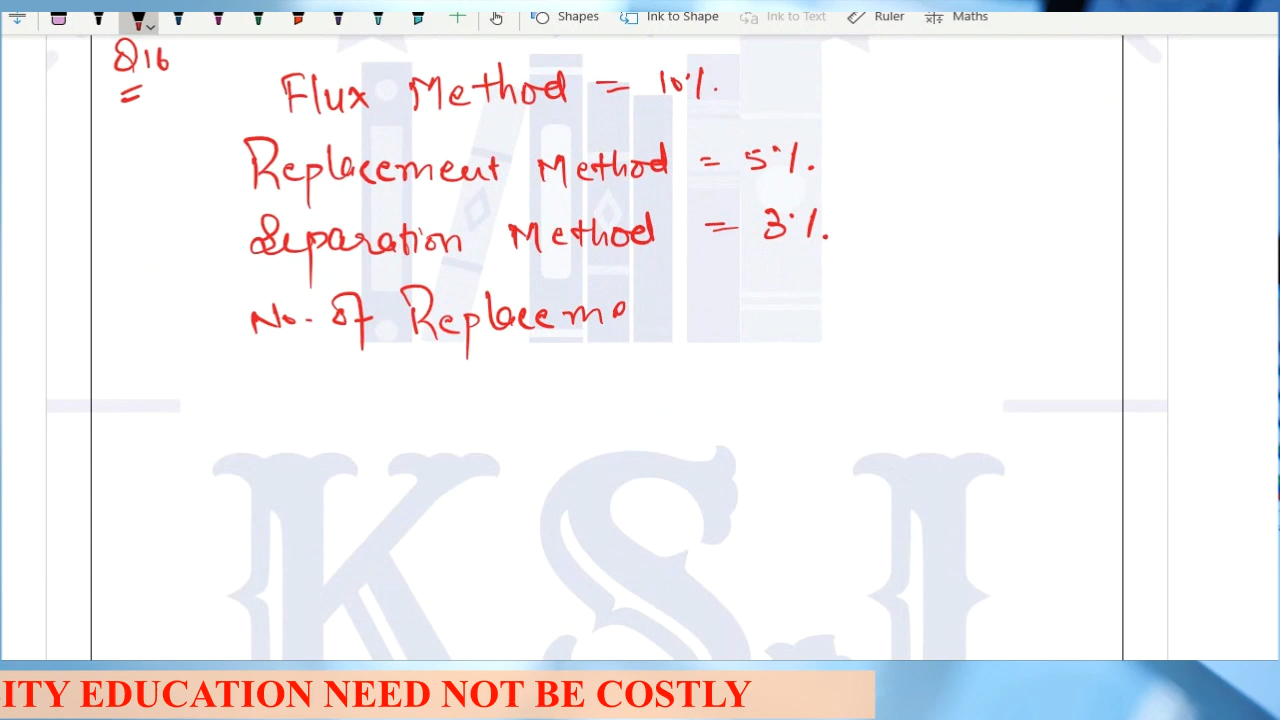 Shapes Ink to Shape Ink to Text Ruler Maths
Q16
Flux Method = 10%.
Replacement Method = 5%.
Separation Method = 3%.
No. of Replaceme
KSJ
ITY EDUCATION NEED NOT BE COSTLY